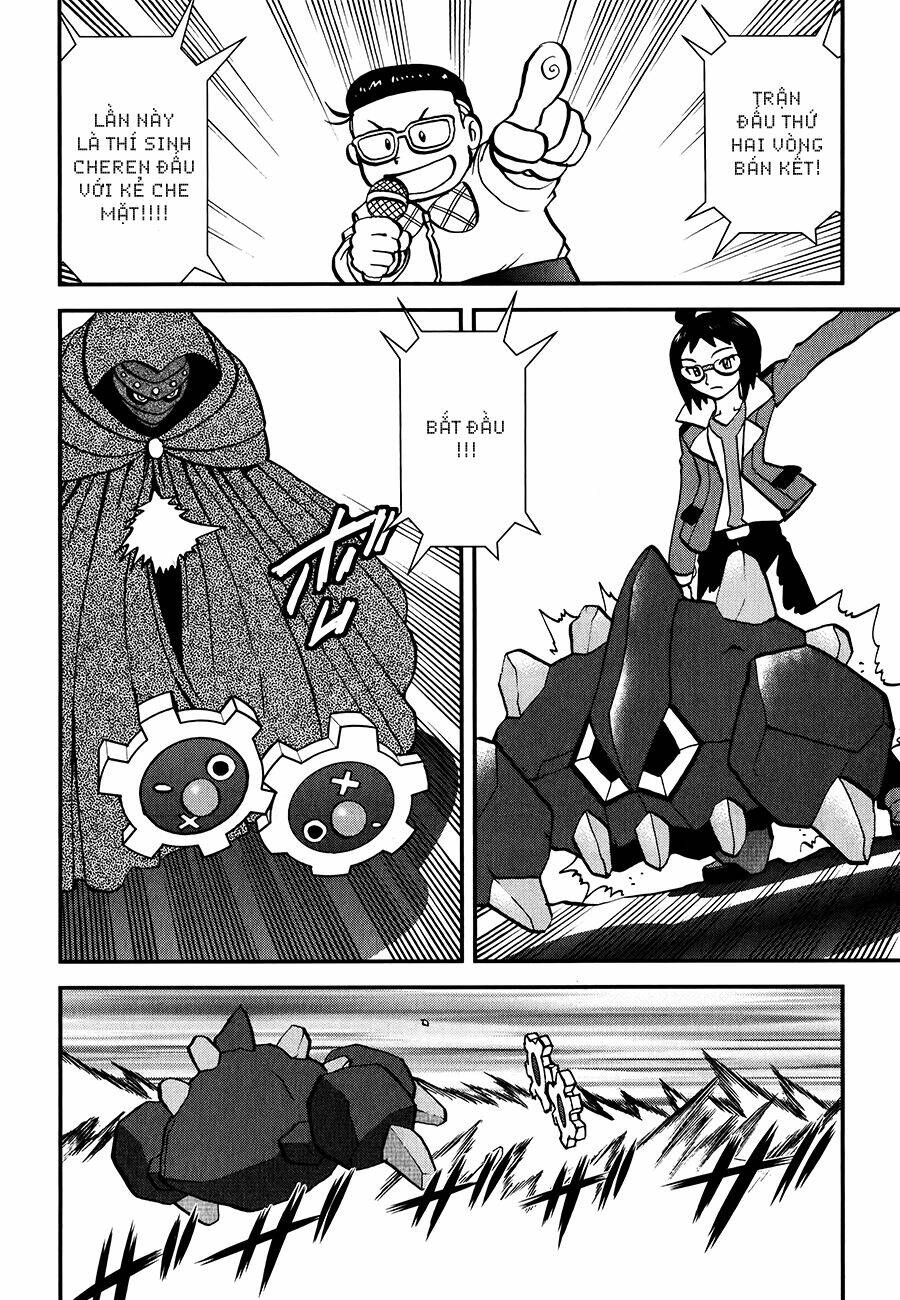 TRẬN
ĐẤU THỨ
HAI VÒNG
BÁN KẾT!
LẦN NÀY
LÀ THÍ SINH
CHEREN ĐẤU
VỚI KẺ CHE
MẶT!!!!
BẮT ĐẦU
!!!